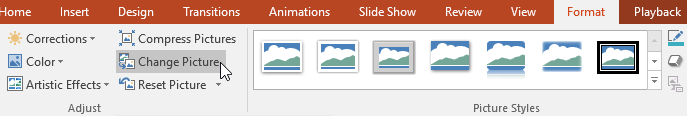 Home Insert Design Transitions Animations Slide Show Review View Format Playback
Corrections Compress Pictures
Color Change Picture
Artistic Effects Reset Picture
Adjust Picture Styles